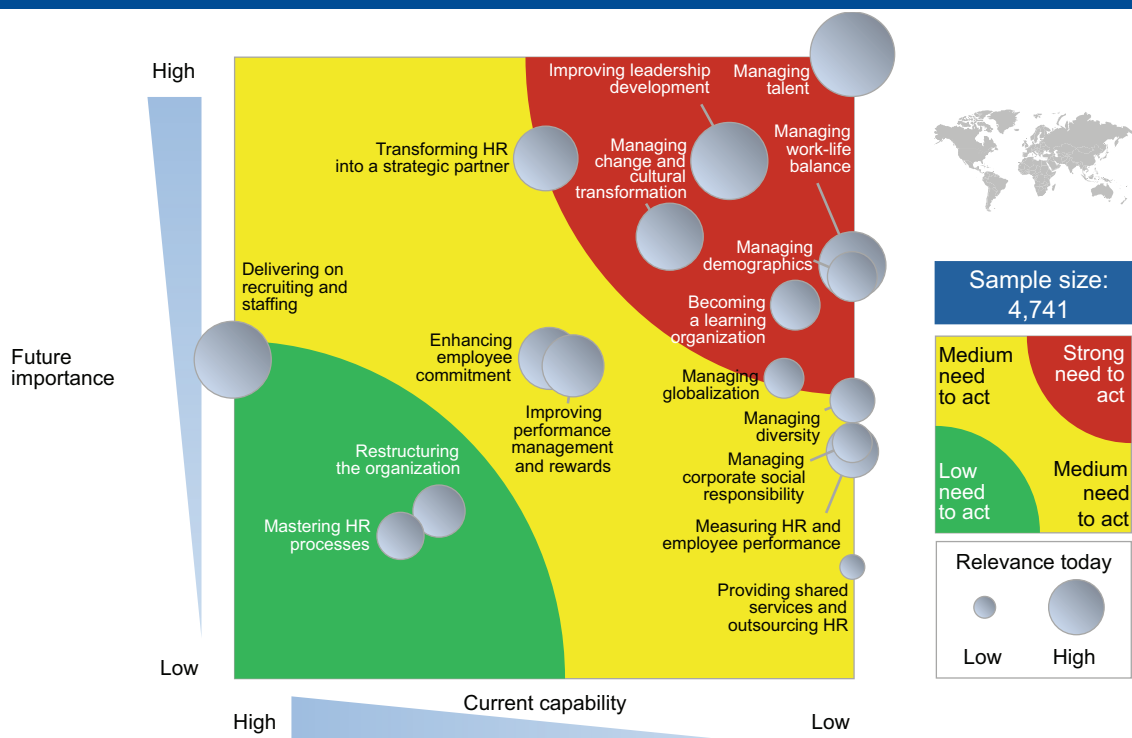 High
Future
importance
Low
Improving leadership
development
Managing
talent
Transforming HR
into a strategic partner
Managing
change and
cultural
transformation
Managing
work-life
balance
Delivering on
recruiting and
staffing
Managing
demographics
Becoming
a learning
organization
Enhancing
employee
commitment
Managing
globalization
Improving
performance
management
and rewards
Managing
diversity
Restructuring
the organization
Managing
corporate social
responsibility
Mastering HR
processes
Measuring HR and
employee performance
Providing shared
services and
outsourcing HR
High
Current capability
Low
Sample size:
4,741
Medium
need
to act
Strong
need to
act
Low
need
to act
Medium
need
to act
Relevance today
Low
High